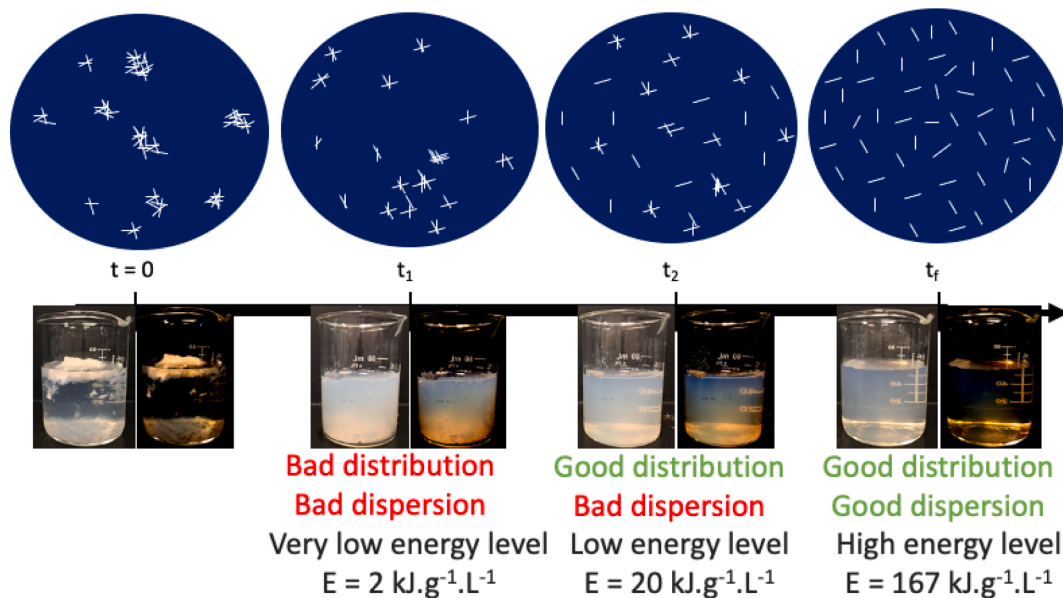 t = 0
t₁
t₂
t_f
Bad distribution
Bad dispersion
Very low energy level
E = 2 kJ.g⁻¹.L⁻¹
Good distribution
Bad dispersion
Low energy level
E = 20 kJ.g⁻¹.L⁻¹
Good distribution
Good dispersion
High energy level
E = 167 kJ.g⁻¹.L⁻¹